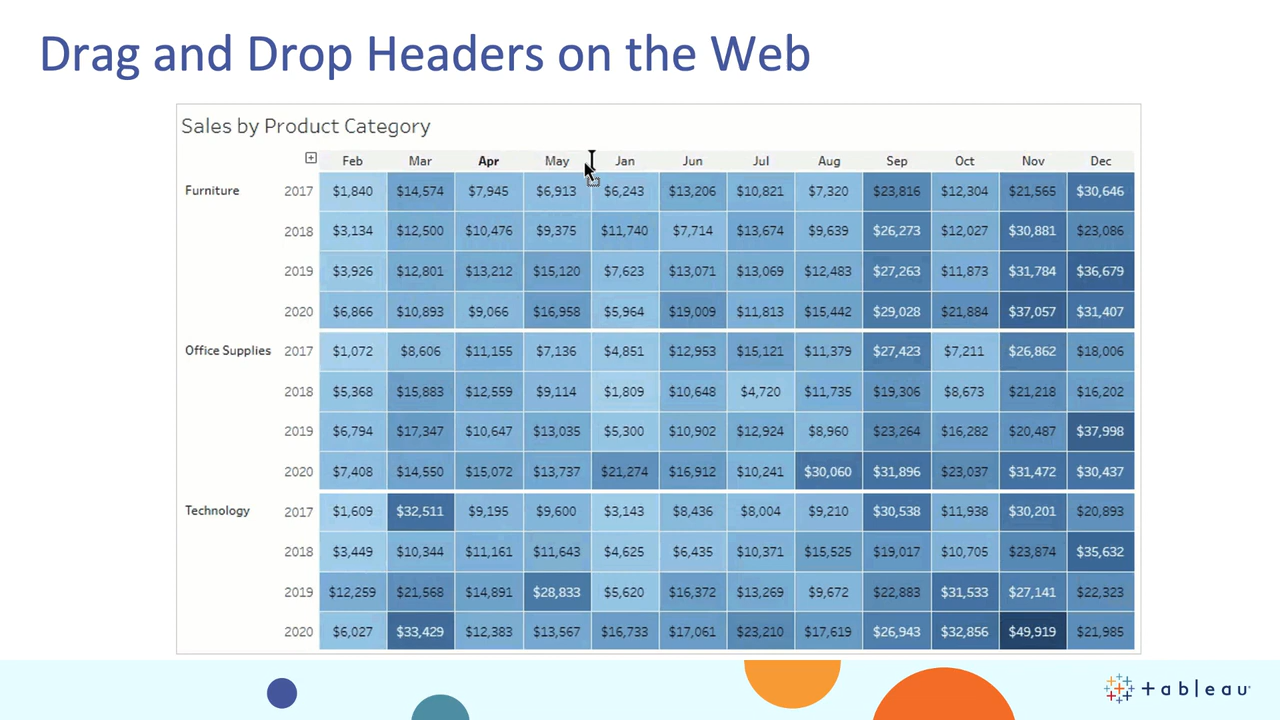 Drag and Drop Headers on the Web
Sales by Product Category
Feb Mar Apr May Jan Jun Jul Aug Sep Oct Nov Dec
Furniture 2017 $1,840 $14,574 $7,945 $6,913 $6,243 $13,206 $10,821 $7,320 $23,816 $12,304 $21,565 $30,646
2018 $3,134 $12,500 $10,476 $9,375 $11,740 $7,714 $13,674 $9,639 $26,273 $12,027 $30,881 $23,086
2019 $3,926 $12,801 $13,212 $15,120 $7,623 $13,071 $13,069 $12,483 $27,263 $11,873 $31,784 $36,679
2020 $6,866 $10,893 $9,066 $16,958 $5,964 $19,009 $11,813 $15,442 $29,028 $21,884 $37,057 $31,407
Office Supplies 2017 $1,072 $8,606 $11,155 $7,136 $4,851 $12,953 $15,121 $11,379 $27,423 $7,211 $26,862 $18,006
2018 $5,368 $15,883 $12,559 $9,114 $1,809 $10,648 $4,720 $11,735 $19,306 $8,673 $21,218 $16,202
2019 $6,794 $17,347 $10,647 $13,035 $5,300 $10,902 $12,924 $8,960 $23,264 $16,282 $20,487 $37,998
2020 $7,408 $14,550 $15,072 $13,737 $21,274 $16,912 $10,241 $30,060 $31,896 $23,037 $31,472 $30,437
Technology 2017 $1,609 $32,511 $9,195 $9,600 $3,143 $8,436 $8,004 $9,210 $30,538 $11,938 $30,201 $20,893
2018 $3,449 $10,344 $11,161 $11,643 $4,625 $6,435 $10,371 $15,525 $19,017 $10,705 $23,874 $35,632
2019 $12,259 $21,568 $14,891 $28,833 $5,620 $16,372 $13,269 $9,672 $22,883 $31,533 $27,141 $22,323
2020 $6,027 $33,429 $12,383 $13,567 $16,733 $17,061 $23,210 $17,619 $26,943 $32,856 $49,919 $21,985
+ableau